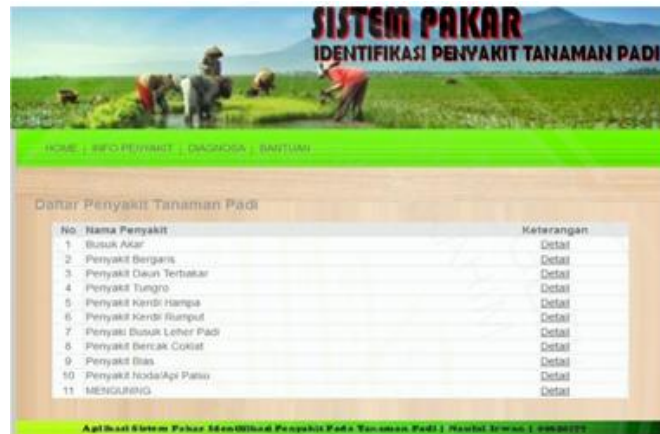 SISTEM PAKAR
IDENTIFIKASI PENYAKIT TANAMAN PADI
HOME | INFO PENYAKIT | DIAGNOSA | BANTUAN
Daftar Penyakit Tanaman Padi
No Nama Penyakit Keterangan
1 Busuk Akar Detail
2 Penyakit Bergaris Detail
3 Penyakit Daun Terbakar Detail
4 Penyakit Tungro Detail
5 Penyakit Kerdil Hampa Detail
6 Penyakit Kerdil Rumput Detail
7 Penyaki Busuk Leher Padi Detail
8 Penyakit Bercak Coklat Detail
9 Penyakit Blas Detail
10 Penyakit Noda/Api Palsu Detail
11 MENGUNING Detail
Aplikasi Sistem Pakar Identifikasi Penyakit Pada Tanaman Padi | Naufal Irwan |